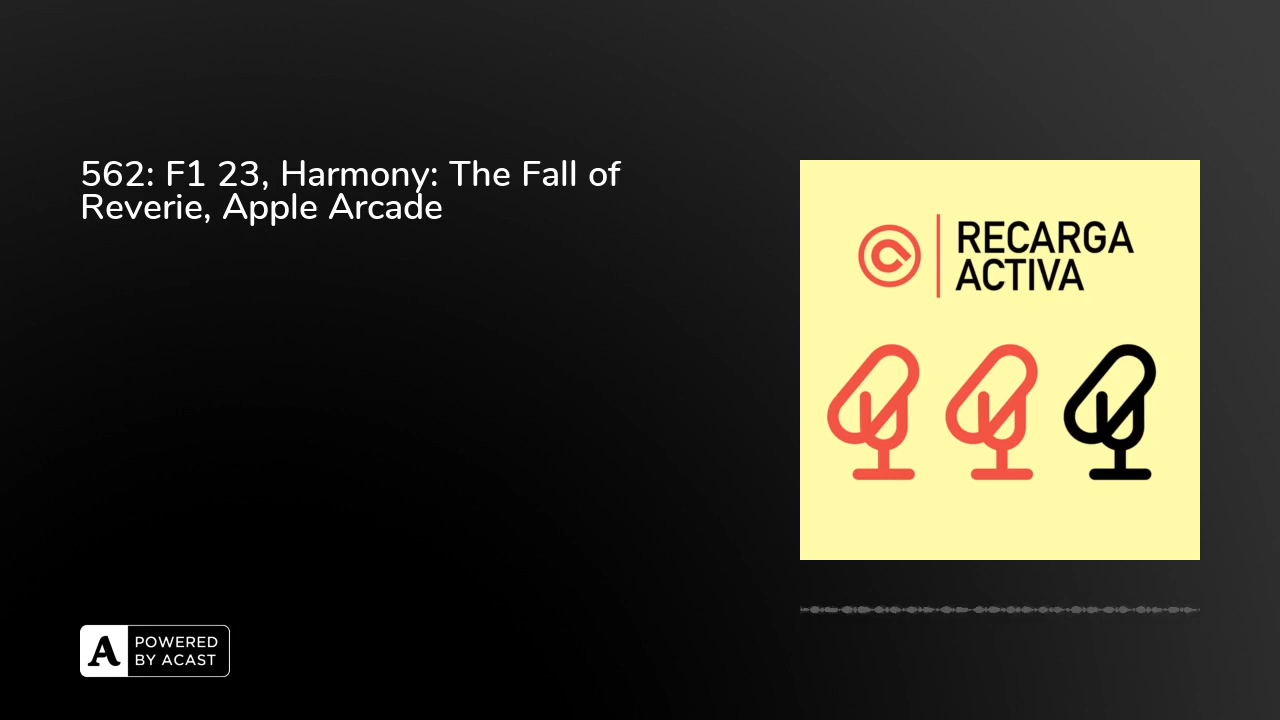 562: F1 23, Harmony: The Fall of
Reverie, Apple Arcade
RECARGA
ACTIVA
A POWERED
BY ACAST